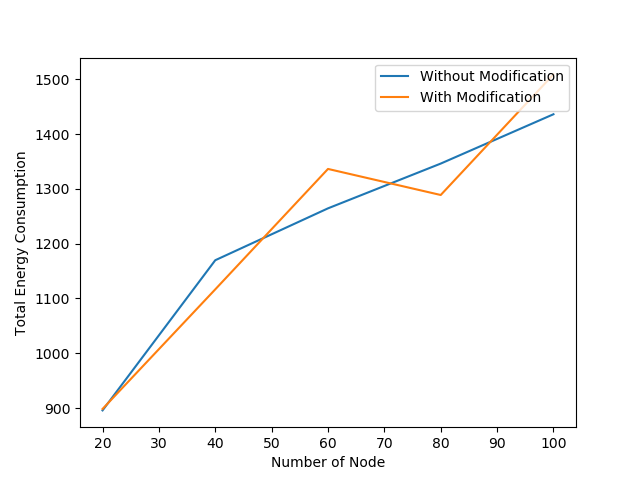 Without Modification
With Modification
1500
1400
1300
1200
1100
1000
900
Total Energy Consumption
20 30 40 50 60 70 80 90 100
Number of Node